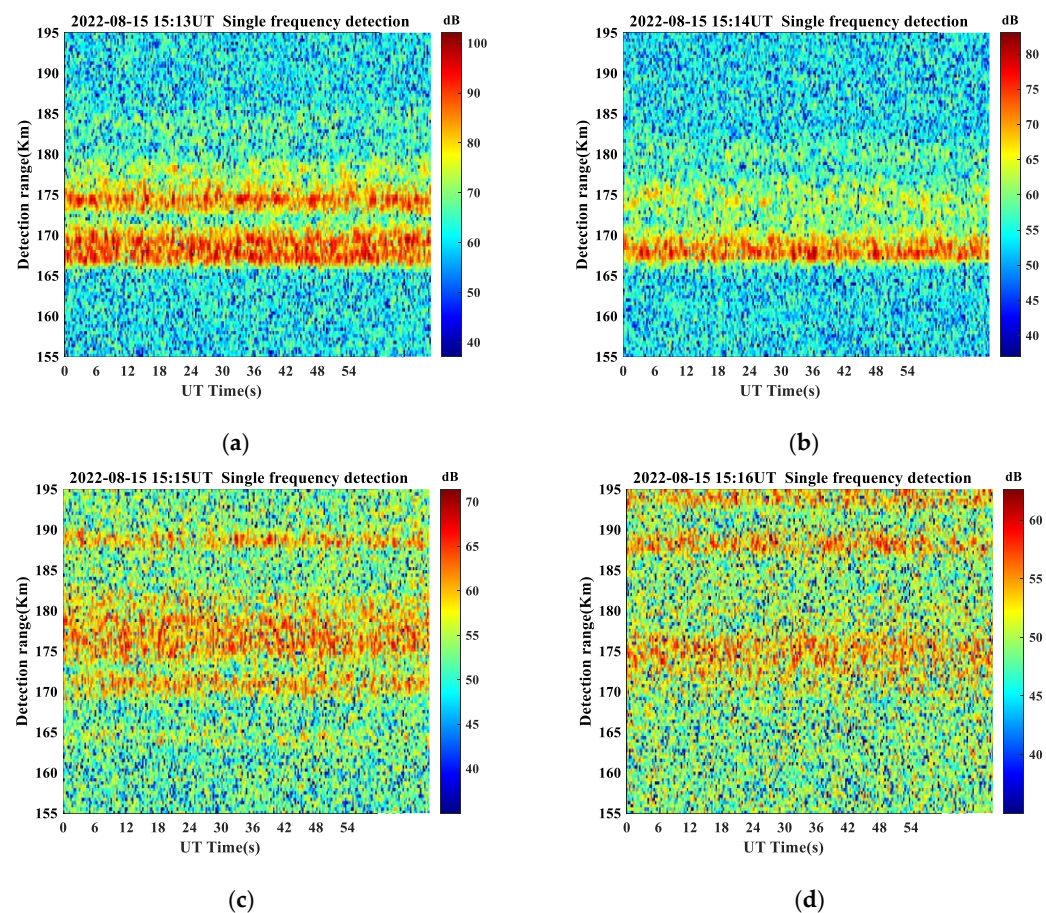 2022-08-15 15:13UT Single frequency detection
dB
Detection range(Km)
195
190
185
180
175
170
165
160
155
0 6 12 18 24 30 36 42 48 54
UT Time(s)
100
90
80
70
60
50
40
(a)
2022-08-15 15:14UT Single frequency detection
dB
Detection range(Km)
195
190
185
180
175
170
165
160
155
0 6 12 18 24 30 36 42 48 54
UT Time(s)
80
75
70
65
60
55
50
45
40
(b)
2022-08-15 15:15UT Single frequency detection
dB
Detection range(Km)
195
190
185
180
175
170
165
160
155
0 6 12 18 24 30 36 42 48 54
UT Time(s)
70
65
60
55
50
45
40
(c)
2022-08-15 15:16UT Single frequency detection
dB
Detection range(Km)
195
190
185
180
175
170
165
160
155
0 6 12 18 24 30 36 42 48 54
UT Time(s)
60
55
50
45
40
(d)